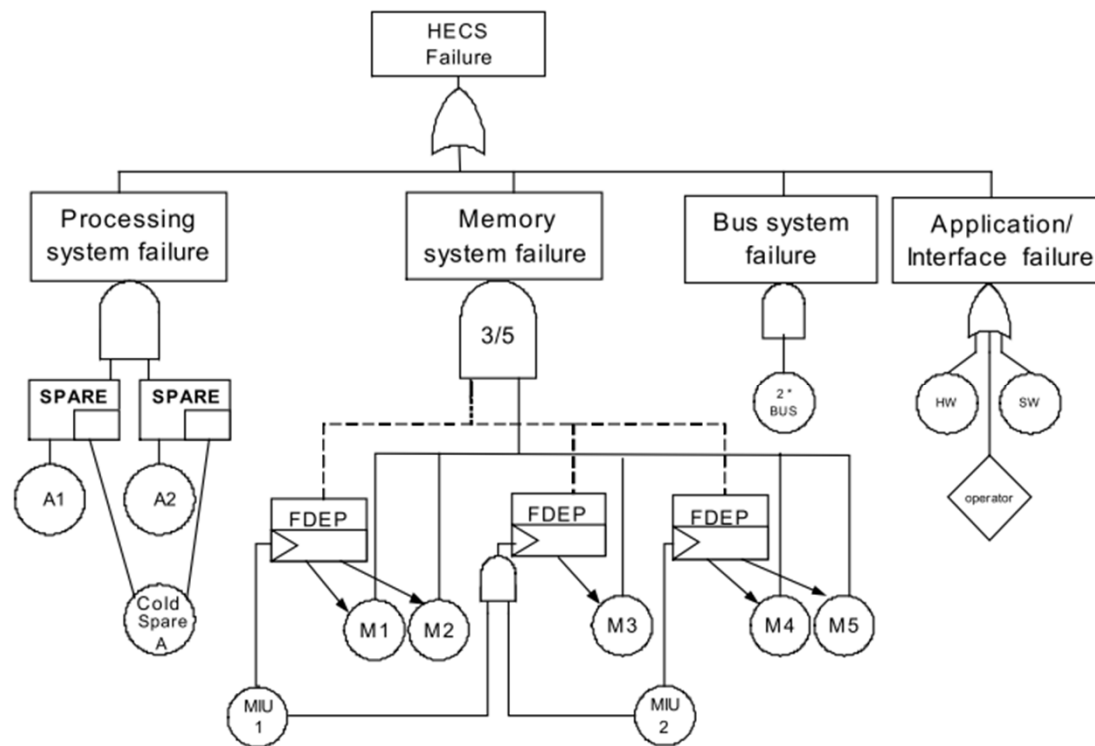 HECS
Failure
Processing
system failure
Memory
system failure
Bus system
failure
Application/
Interface failure
3/5
SPARE
SPARE
2 *
BUS
HW
SW
A1
A2
operator
FDEP
FDEP
FDEP
Cold
Spare
A
M1
M2
M3
M4
M5
MIU
1
MIU
2